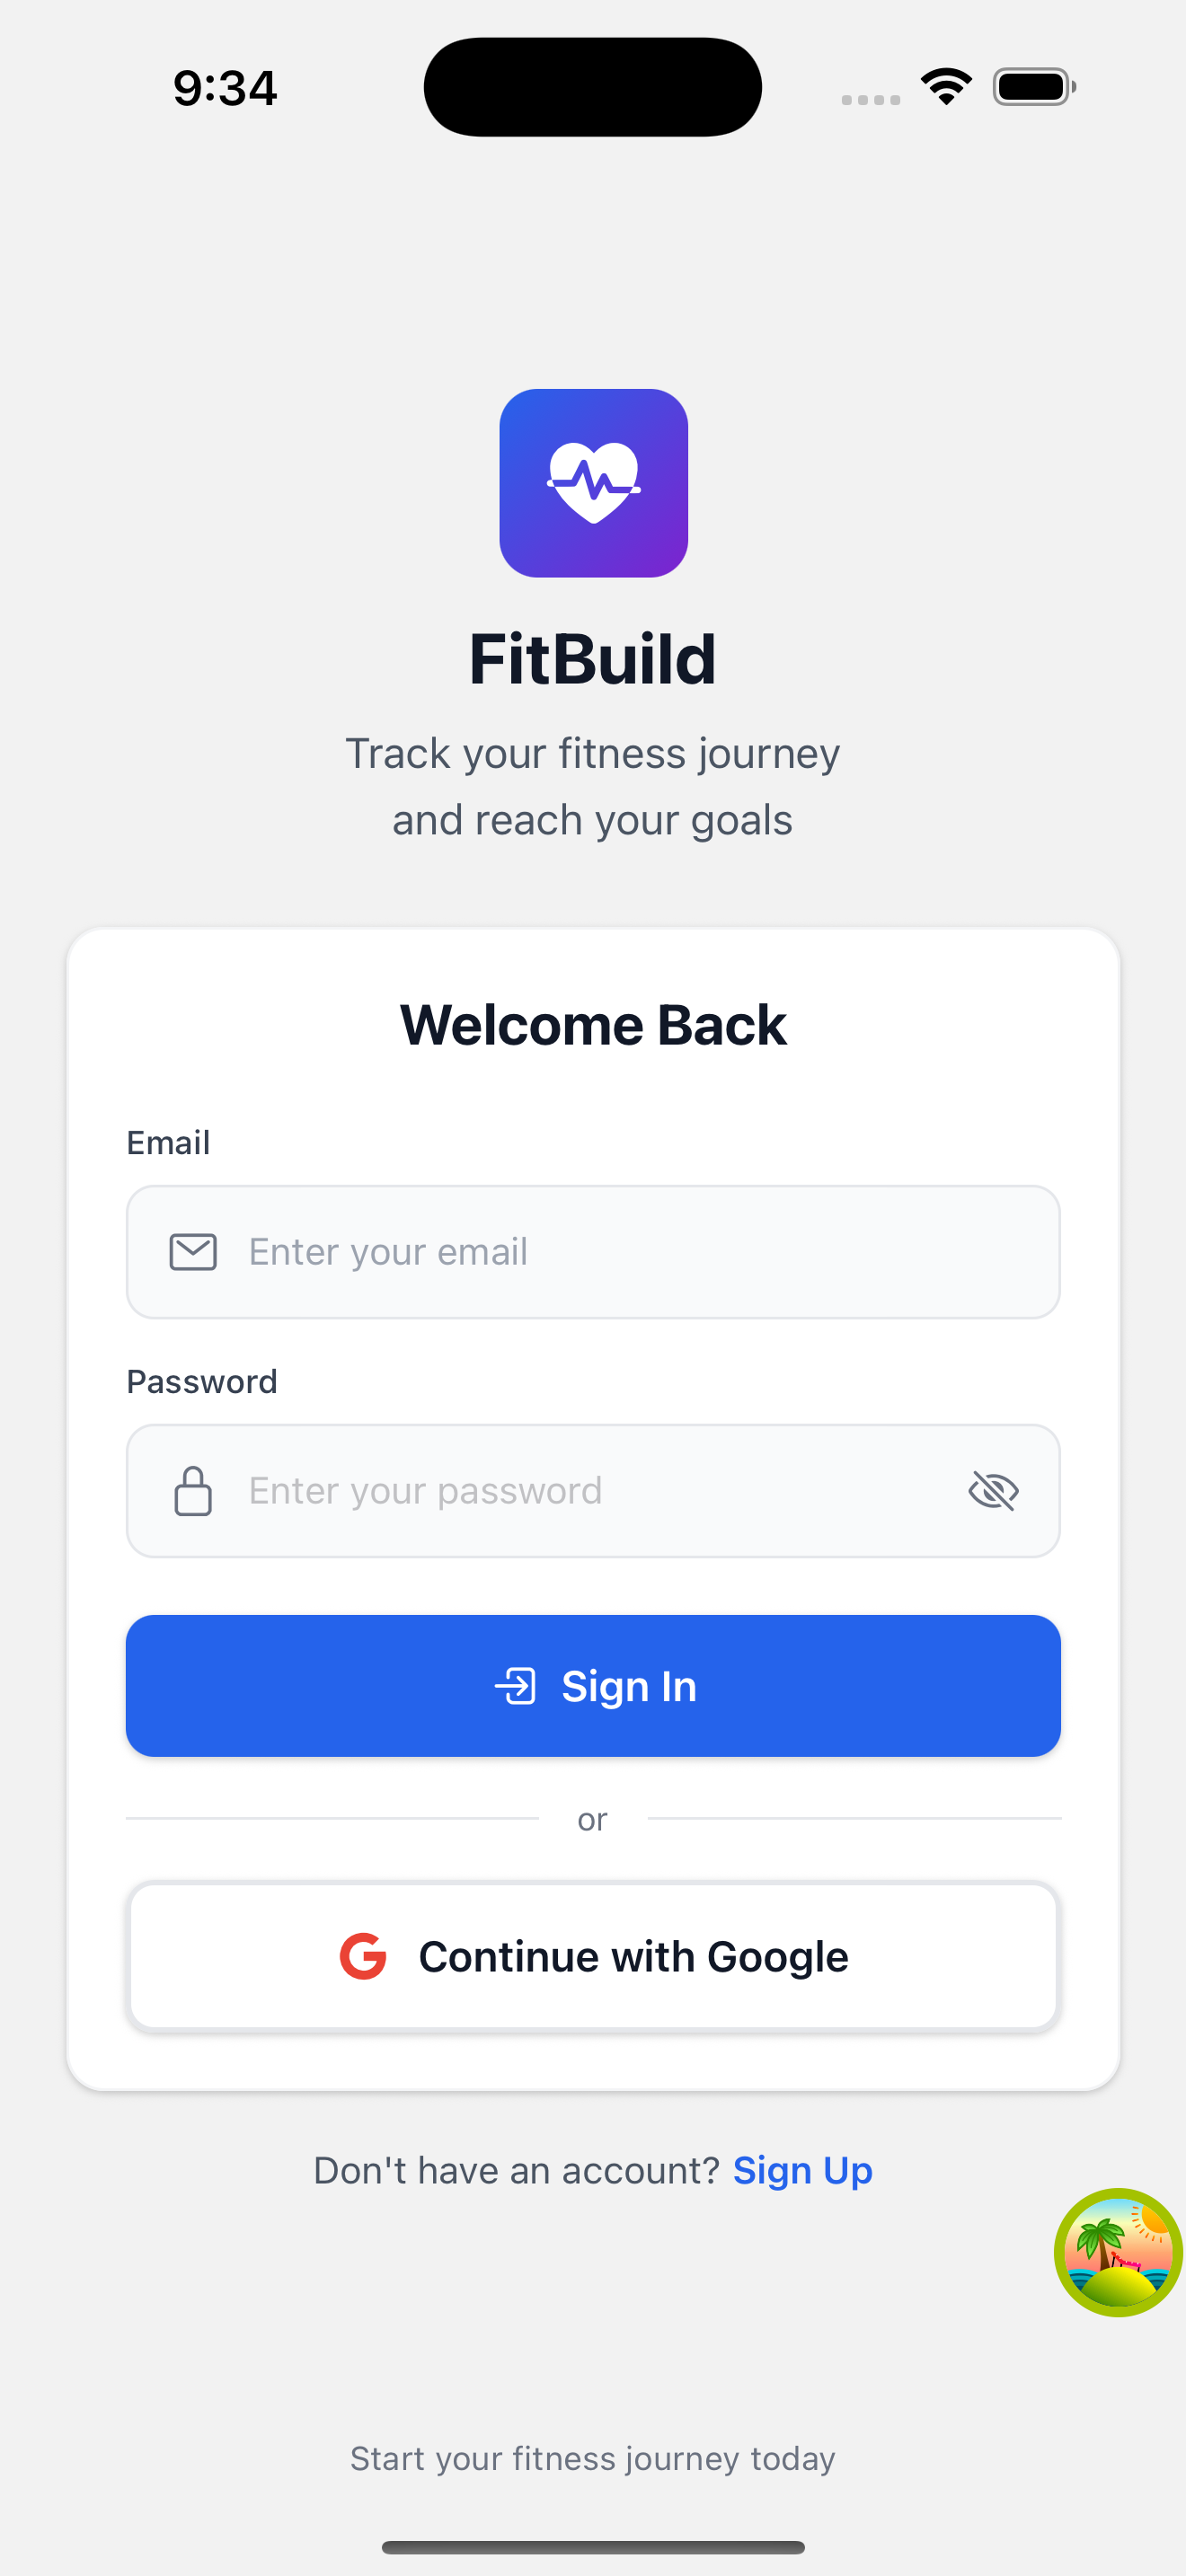 9:34
FitBuild
Track your fitness journey
and reach your goals
Welcome Back
Email
Enter your email
Password
Enter your password
Sign In
or
Continue with Google
Don't have an account? Sign Up
Start your fitness journey today